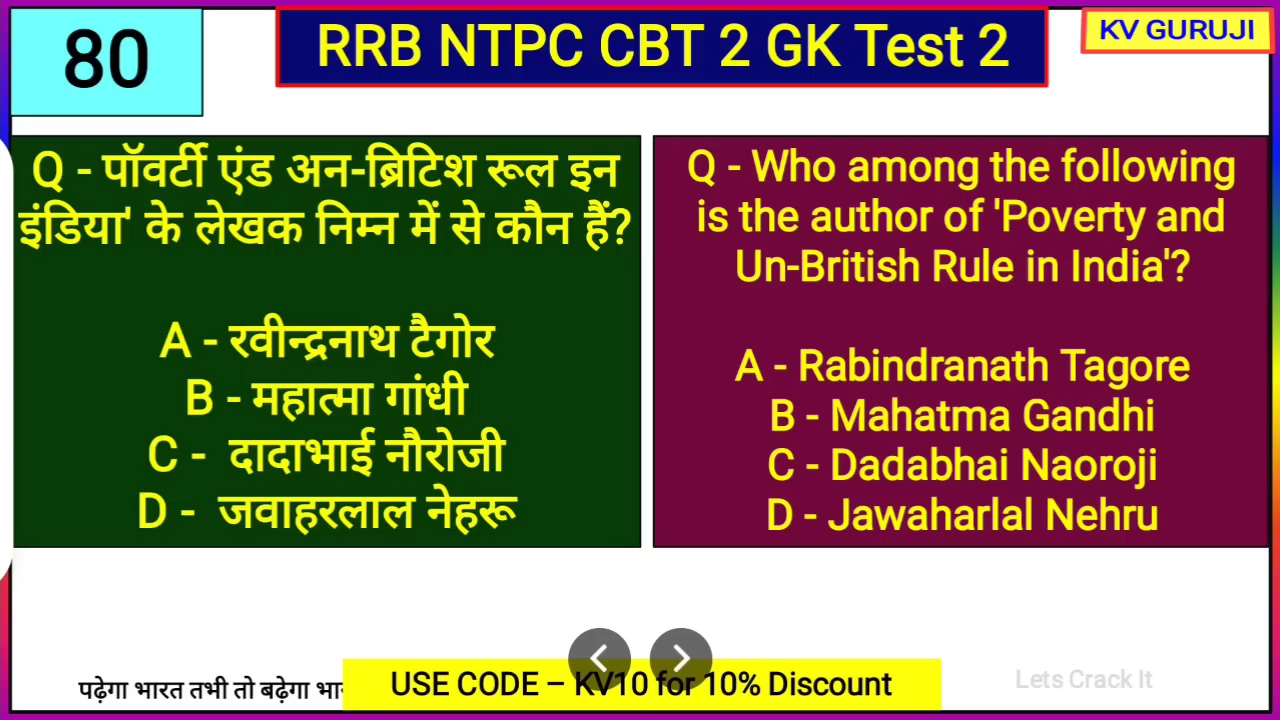 80
RRB NTPC CBT 2 GK Test 2
KV GURUJI
Q - पॉवर्टी एंड अन-ब्रिटिश रूल इन
इंडिया' के लेखक निम्न में से कौन हैं?
A - रवीन्द्रनाथ टैगोर
B - महात्मा गांधी
C - दादाभाई नौरोजी
D - जवाहरलाल नेहरू
Q - Who among the following
is the author of 'Poverty and
Un-British Rule in India'?
A - Rabindranath Tagore
B - Mahatma Gandhi
C - Dadabhai Naoroji
D - Jawaharlal Nehru
पढ़ेगा भारत तभी तो बढ़ेगा
USE CODE – KV10 for 10% Discount
Lets Crack It